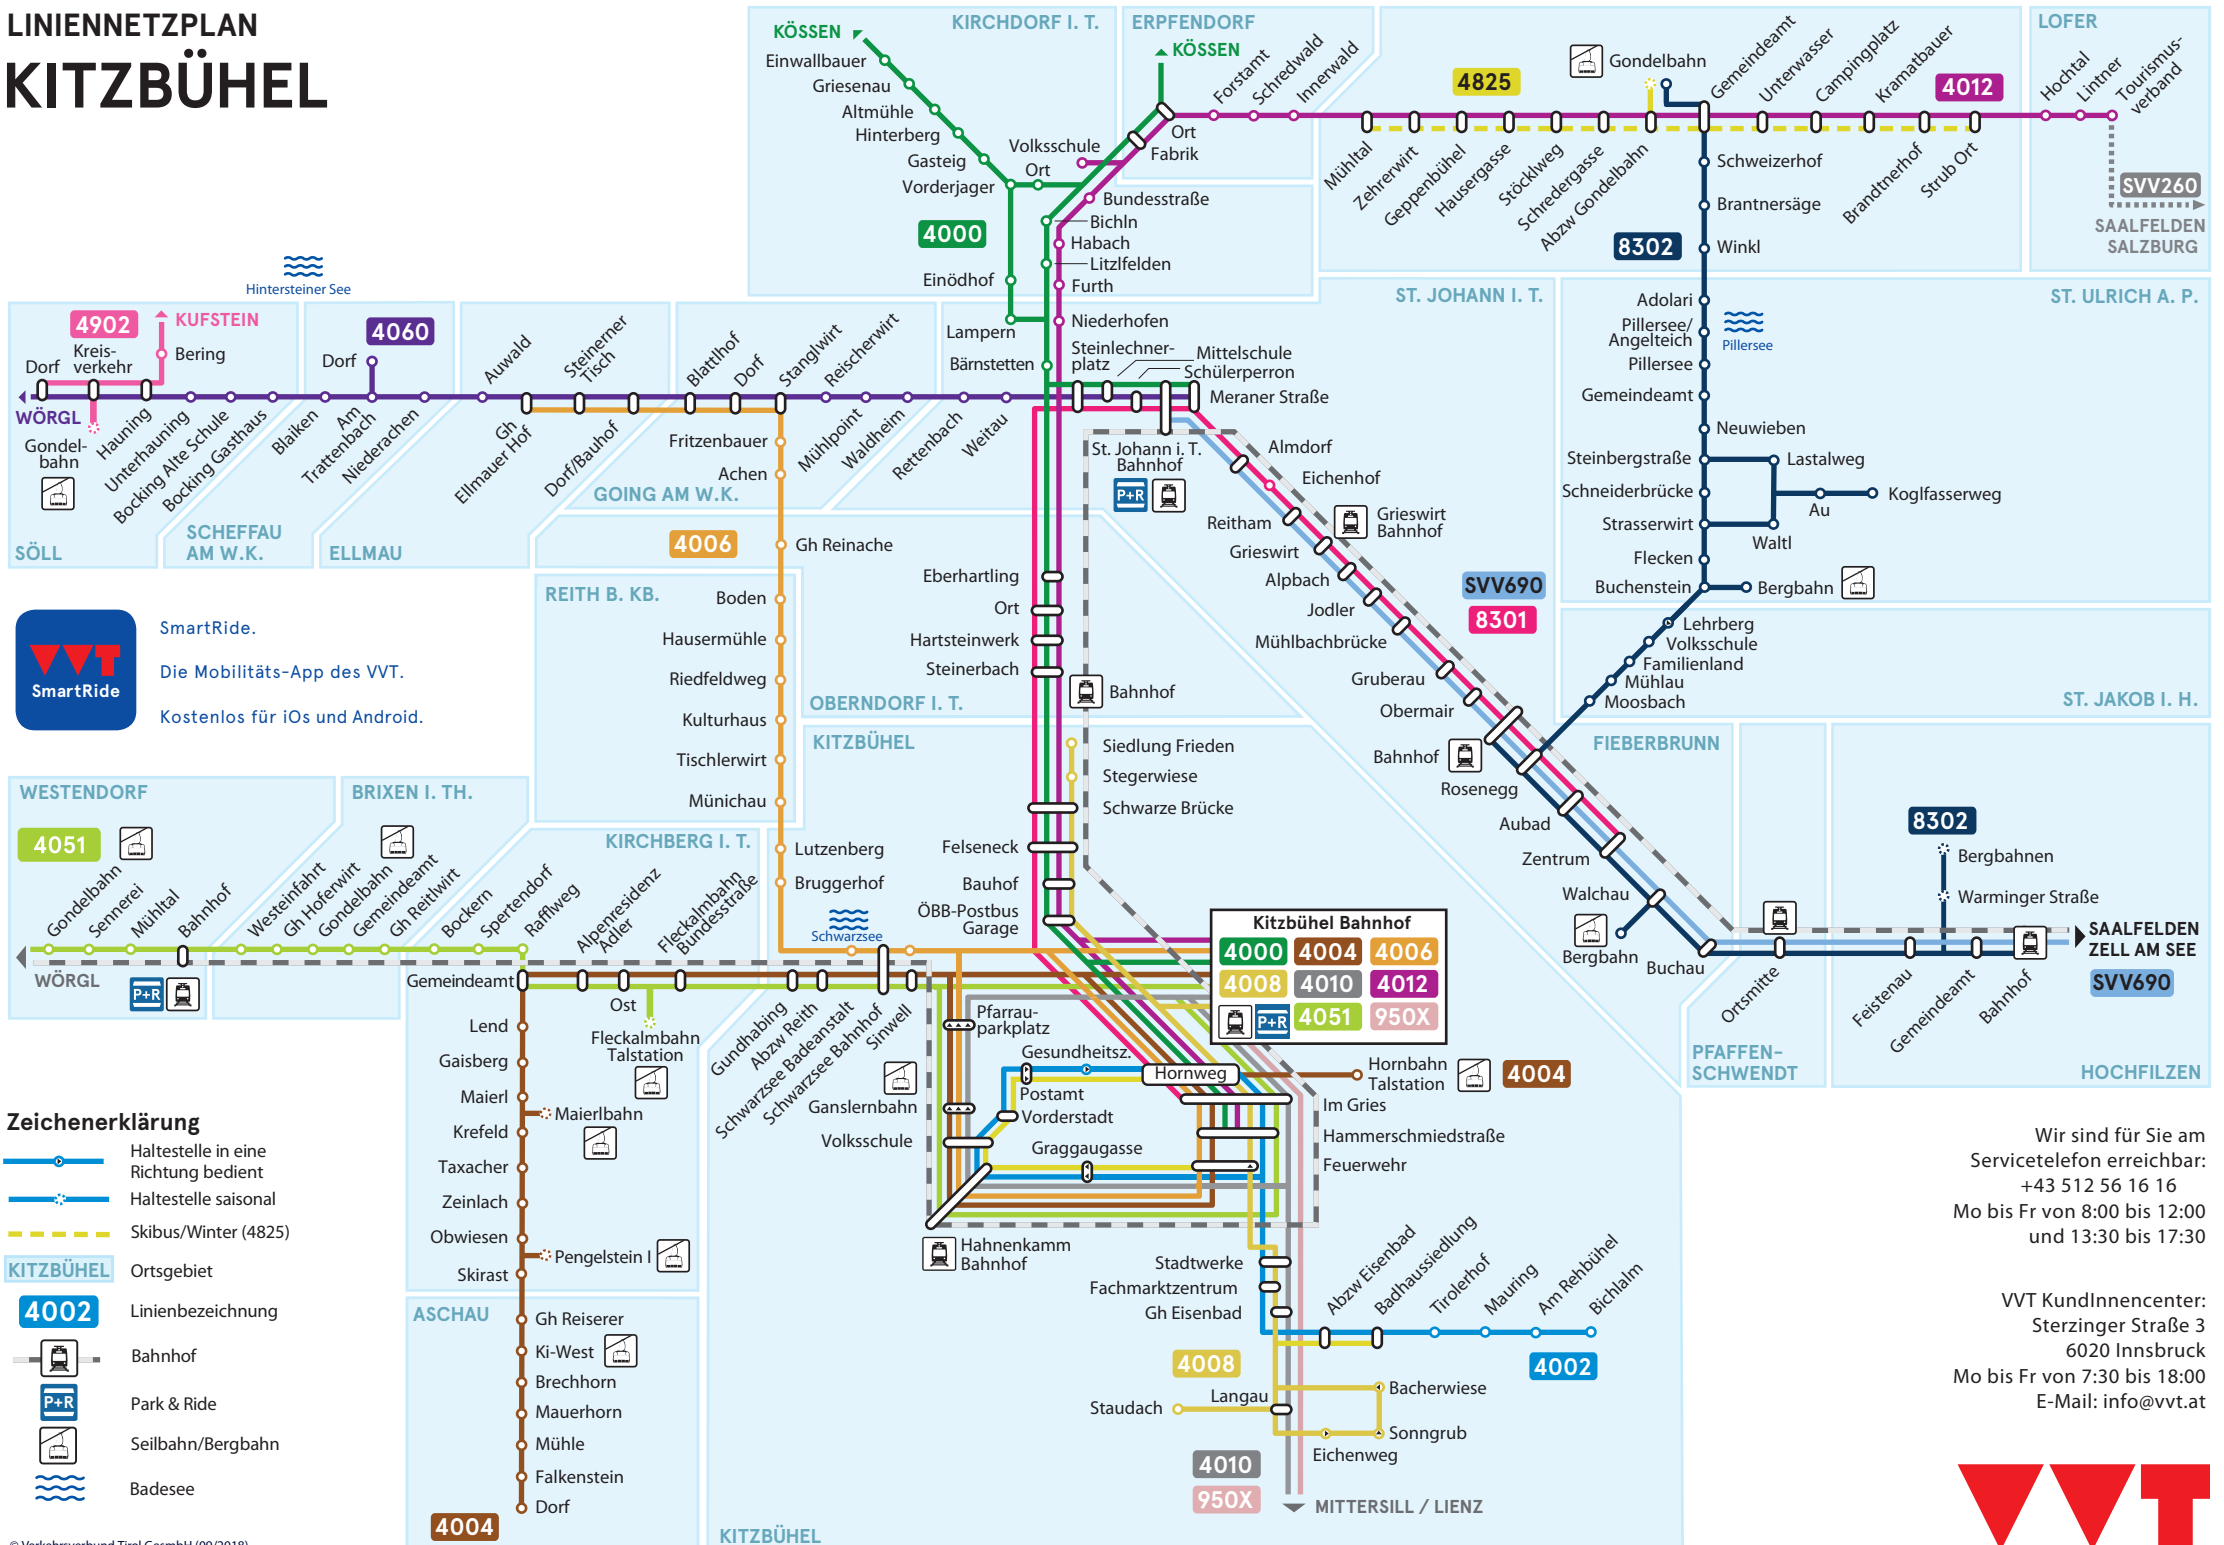 LINIENNETZPLAN
KITZBÜHEL
KÖSSEN
KIRCHDORF I. T.
Einwallbauer
Griesenau
Altmühle
Hinterberg
Gasteig
Vorderjager
Volksschule
Ort
4000
Einödhof
Lampern
Bärnstetten
ERPFENDORF
KÖSSEN
Forstamt
Schredwald
Innerwald
Ort
Fabrik
Bundesstraße
Bichln
Habach
Litzlfelden
Furth
Niederhofen
4825
Gondelbahn
Gemeindeamt
Unterwasser
Campingplatz
Kramatbauer
4012
Mühltal
Zehrerwirt
Geppenbühel
Hausergasse
Stöcklweg
Schredergasse
Abzw Gondelbahn
Brandtnerhof
Strub Ort
Schweizerhof
Brantnersäge
8302
Winkl
LOFER
Hochtal
Lintner
Tourismus-
verband
SVV260
SAALFELDEN
SALZBURG
Hintersteiner See
4902
KUFSTEIN
Dorf
Kreis-
verkehr
Bering
WÖRGL
Gondel-
bahn
Hauning
Unterhauning
Bocking Alte Schule
Bocking Gasthaus
SÖLL
4060
Dorf
Blaiken
Am
Trattenbach
Niederachen
SCHEFFAU
AM W.K.
ELLMAU
Auwald
Steinerner
Tisch
Gh
Ellmauer Hof
Dorf/Bauhof
Blattlhof
Dorf
Stanglwirt
Reischerwirt
Fritzenbauer
Achen
Mühlpoint
Waldheim
GOING AM W.K.
Rettenbach
Weitau
ST. JOHANN I. T.
Steinlechner-
platz
Mittelschule
Schülerperron
Meraner Straße
St. Johann i. T.
Bahnhof
P+R
Almdorf
Eichenhof
Reitham
Grieswirt
Bahnhof
Grieswirt
Alpbach
Jodler
Mühlbachbrücke
Gruberau
Obermair
Bahnhof
Rosenegg
Aubad
Zentrum
Walchau
Bergbahn
Buchau
SVV690
8301
ST. ULRICH A. P.
Adolari
Pillersee/
Angelteich
Pillersee
Pillersee
Gemeindeamt
Neuwieben
Steinbergstraße
Lastalweg
Schneiderbrücke
Koglfasserweg
Au
Strasserwirt
Waltl
Flecken
Buchenstein
Bergbahn
Lehrberg
Volksschule
Familienland
Mühlau
Moosbach
ST. JAKOB I. H.
FIEBERBRUNN
4006
Gh Reinache
REITH B. KB.
Boden
Hausermühle
Riedfeldweg
Kulturhaus
Tischlerwirt
Münichau
Eberhartling
Ort
Hartsteinwerk
Steinerbach
Bahnhof
OBERNDORF I. T.
VVT
SmartRide
SmartRide.
Die Mobilitäts-App des VVT.
Kostenlos für iOs und Android.
WESTENDORF
4051
Gondelbahn
Sennerei
Mühltal
Bahnhof
WÖRGL
P+R
BRIXEN I. TH.
Westeinfahrt
Gh Hoferwirt
Gondelbahn
Gemeindeamt
Gh Reitlwirt
KIRCHBERG I. T.
Bockern
Spertendorf
Rafflweg
Alpenresidenz
Adler
Fleckalmbahn
Bundesstraße
Gemeindeamt
Ost
Fleckalmbahn
Talstation
Lend
Gaisberg
Maierl
Maierlbahn
Krefeld
Taxacher
Zeinlach
Obwiesen
Pengelstein I
Skirast
ASCHAU
Gh Reiserer
Ki-West
Brechhorn
Mauerhorn
Mühle
Falkenstein
Dorf
4004
KITZBÜHEL
Siedlung Frieden
Stegerwiese
Schwarze Brücke
Felseneck
Bauhof
ÖBB-Postbus
Garage
Lutzenberg
Bruggerhof
Schwarzsee
Gundhabing
Abzw Reith
Schwarzsee Badeanstalt
Schwarzsee Bahnhof
Sinwell
Kitzbühel Bahnhof
4000 4004 4006
4008 4010 4012
P+R 4051 950X
Pfarrau-
parkplatz
Gesundheitsz.
Hornweg
Hornbahn
Talstation
4004
Postamt
Vorderstadt
Ganslernbahn
Volksschule
Graggaugasse
Im Gries
Hammerschmiedstraße
Feuerwehr
Hahnenkamm
Bahnhof
Stadtwerke
Fachmarktzentrum
Gh Eisenbad
Abzw Eisenbad
Badhaussiedlung
Tirolerhof
Mauring
Am Rehbühel
Bichlalm
4002
4008
Langau
Staudach
Bacherwiese
Sonngrub
Eichenweg
4010
950X
MITTERSILL / LIENZ
KITZBÜHEL
8302
Bergbahnen
Warminger Straße
SAALFELDEN
ZELL AM SEE
SVV690
Ortsmitte
Feistenau
Gemeindeamt
Bahnhof
PFAFFEN-
SCHWENDT
HOCHFILZEN
Zeichenerklärung
Haltestelle in eine
Richtung bedient
Haltestelle saisonal
Skibus/Winter (4825)
KITZBÜHEL Ortsgebiet
4002 Linienbezeichnung
Bahnhof
P+R Park & Ride
Seilbahn/Bergbahn
Badesee
© Verkehrsverbund Tirol GesmbH (09/2018)
Wir sind für Sie am
Servicetelefon erreichbar:
+43 512 56 16 16
Mo bis Fr von 8:00 bis 12:00
und 13:30 bis 17:30
VVT KundInnencenter:
Sterzinger Straße 3
6020 Innsbruck
Mo bis Fr von 7:30 bis 18:00
E-Mail: info@vvt.at
VVT